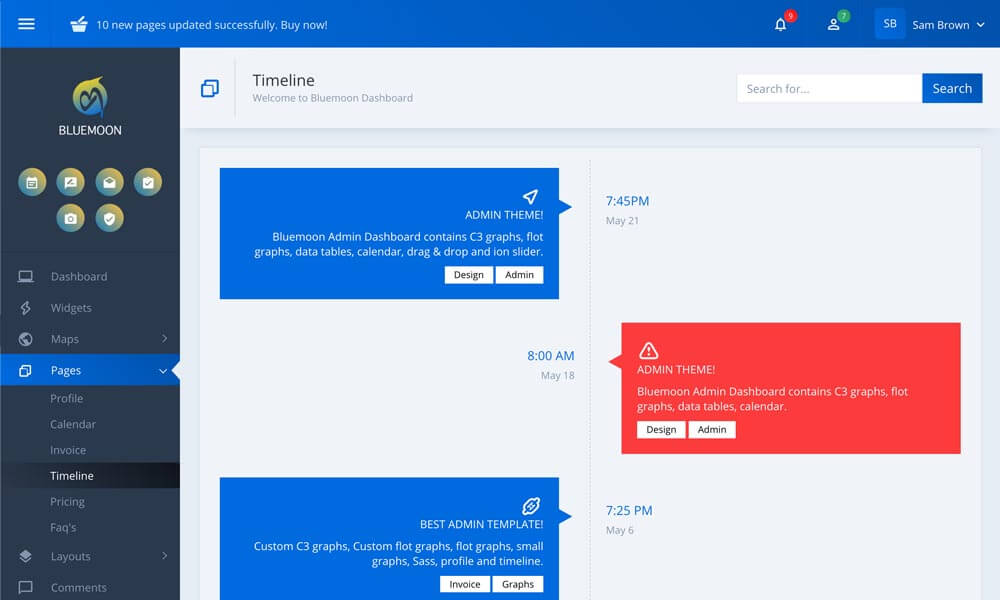 10 new pages updated successfully. Buy now!
9
7
SB
Sam Brown
BLUEMOON
Dashboard
Widgets
Maps
Pages
Profile
Calendar
Invoice
Timeline
Pricing
Faq's
Layouts
Comments
Timeline
Welcome to Bluemoon Dashboard
Search for...
Search
ADMIN THEME!
Bluemoon Admin Dashboard contains C3 graphs, flot
graphs, data tables, calendar, drag & drop and ion slider.
Design Admin
7:45PM
May 21
8:00 AM
May 18
ADMIN THEME!
Bluemoon Admin Dashboard contains C3 graphs, flot
graphs, data tables, calendar.
Design Admin
BEST ADMIN TEMPLATE!
Custom C3 graphs, Custom flot graphs, flot graphs, small
graphs, Sass, profile and timeline.
Invoice Graphs
7:25 PM
May 6